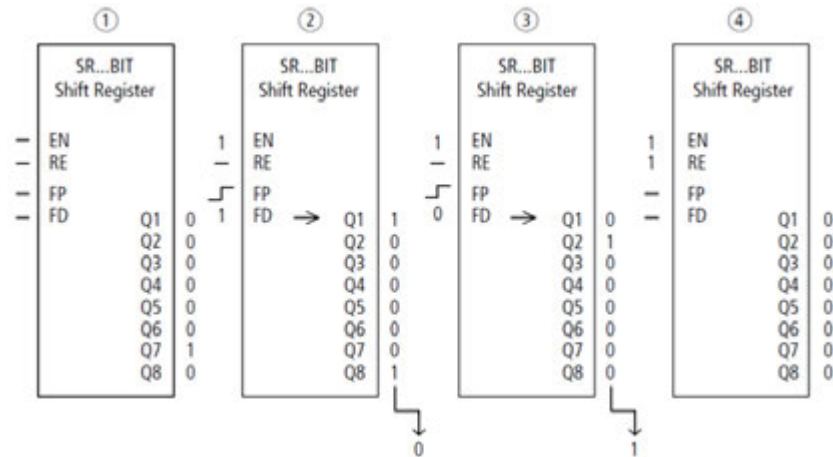 ① ② ③ ④
SR...BIT SR...BIT SR...BIT SR...BIT
Shift Register Shift Register Shift Register Shift Register
– EN 1 EN 1 EN 1 EN
– RE – RE – RE 1 RE
– FP FP FP – FP
– FD Q1 0 1 FD → Q1 1 0 FD → Q1 0 – FD Q1 0
Q2 0 Q2 0 Q2 1 Q2 0
Q3 0 Q3 0 Q3 0 Q3 0
Q4 0 Q4 0 Q4 0 Q4 0
Q5 0 Q5 0 Q5 0 Q5 0
Q6 0 Q6 0 Q6 0 Q6 0
Q7 1 Q7 0 Q7 0 Q7 0
Q8 0 Q8 1 Q8 0 Q8 0
0 1